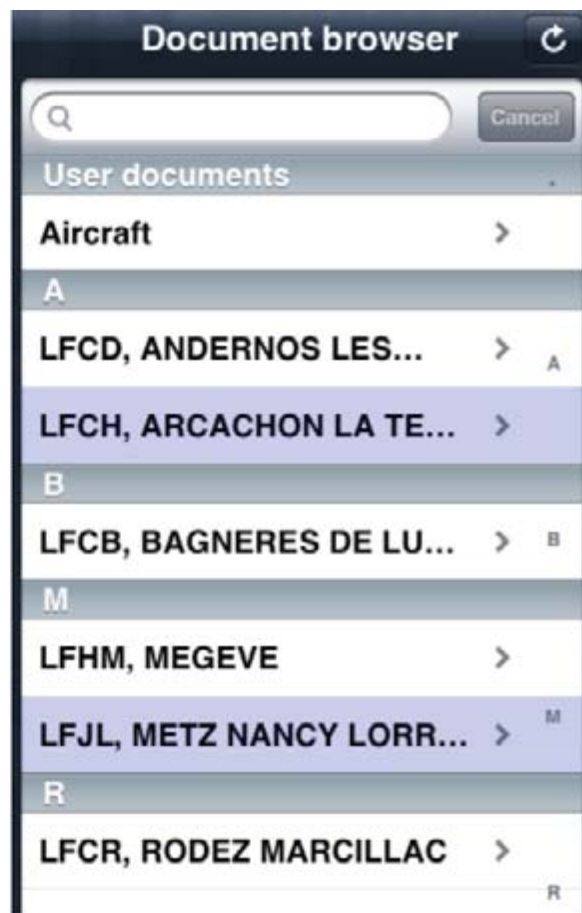 Document browser
Cancel
User documents
.
Aircraft
A
LFCD, ANDERNOS LES...
A
LFCH, ARCACHON LA TE...
B
LFCB, BAGNERES DE LU...
B
M
LFHM, MEGEVE
LFJL, METZ NANCY LORR...
M
R
LFCR, RODEZ MARCILLAC
R